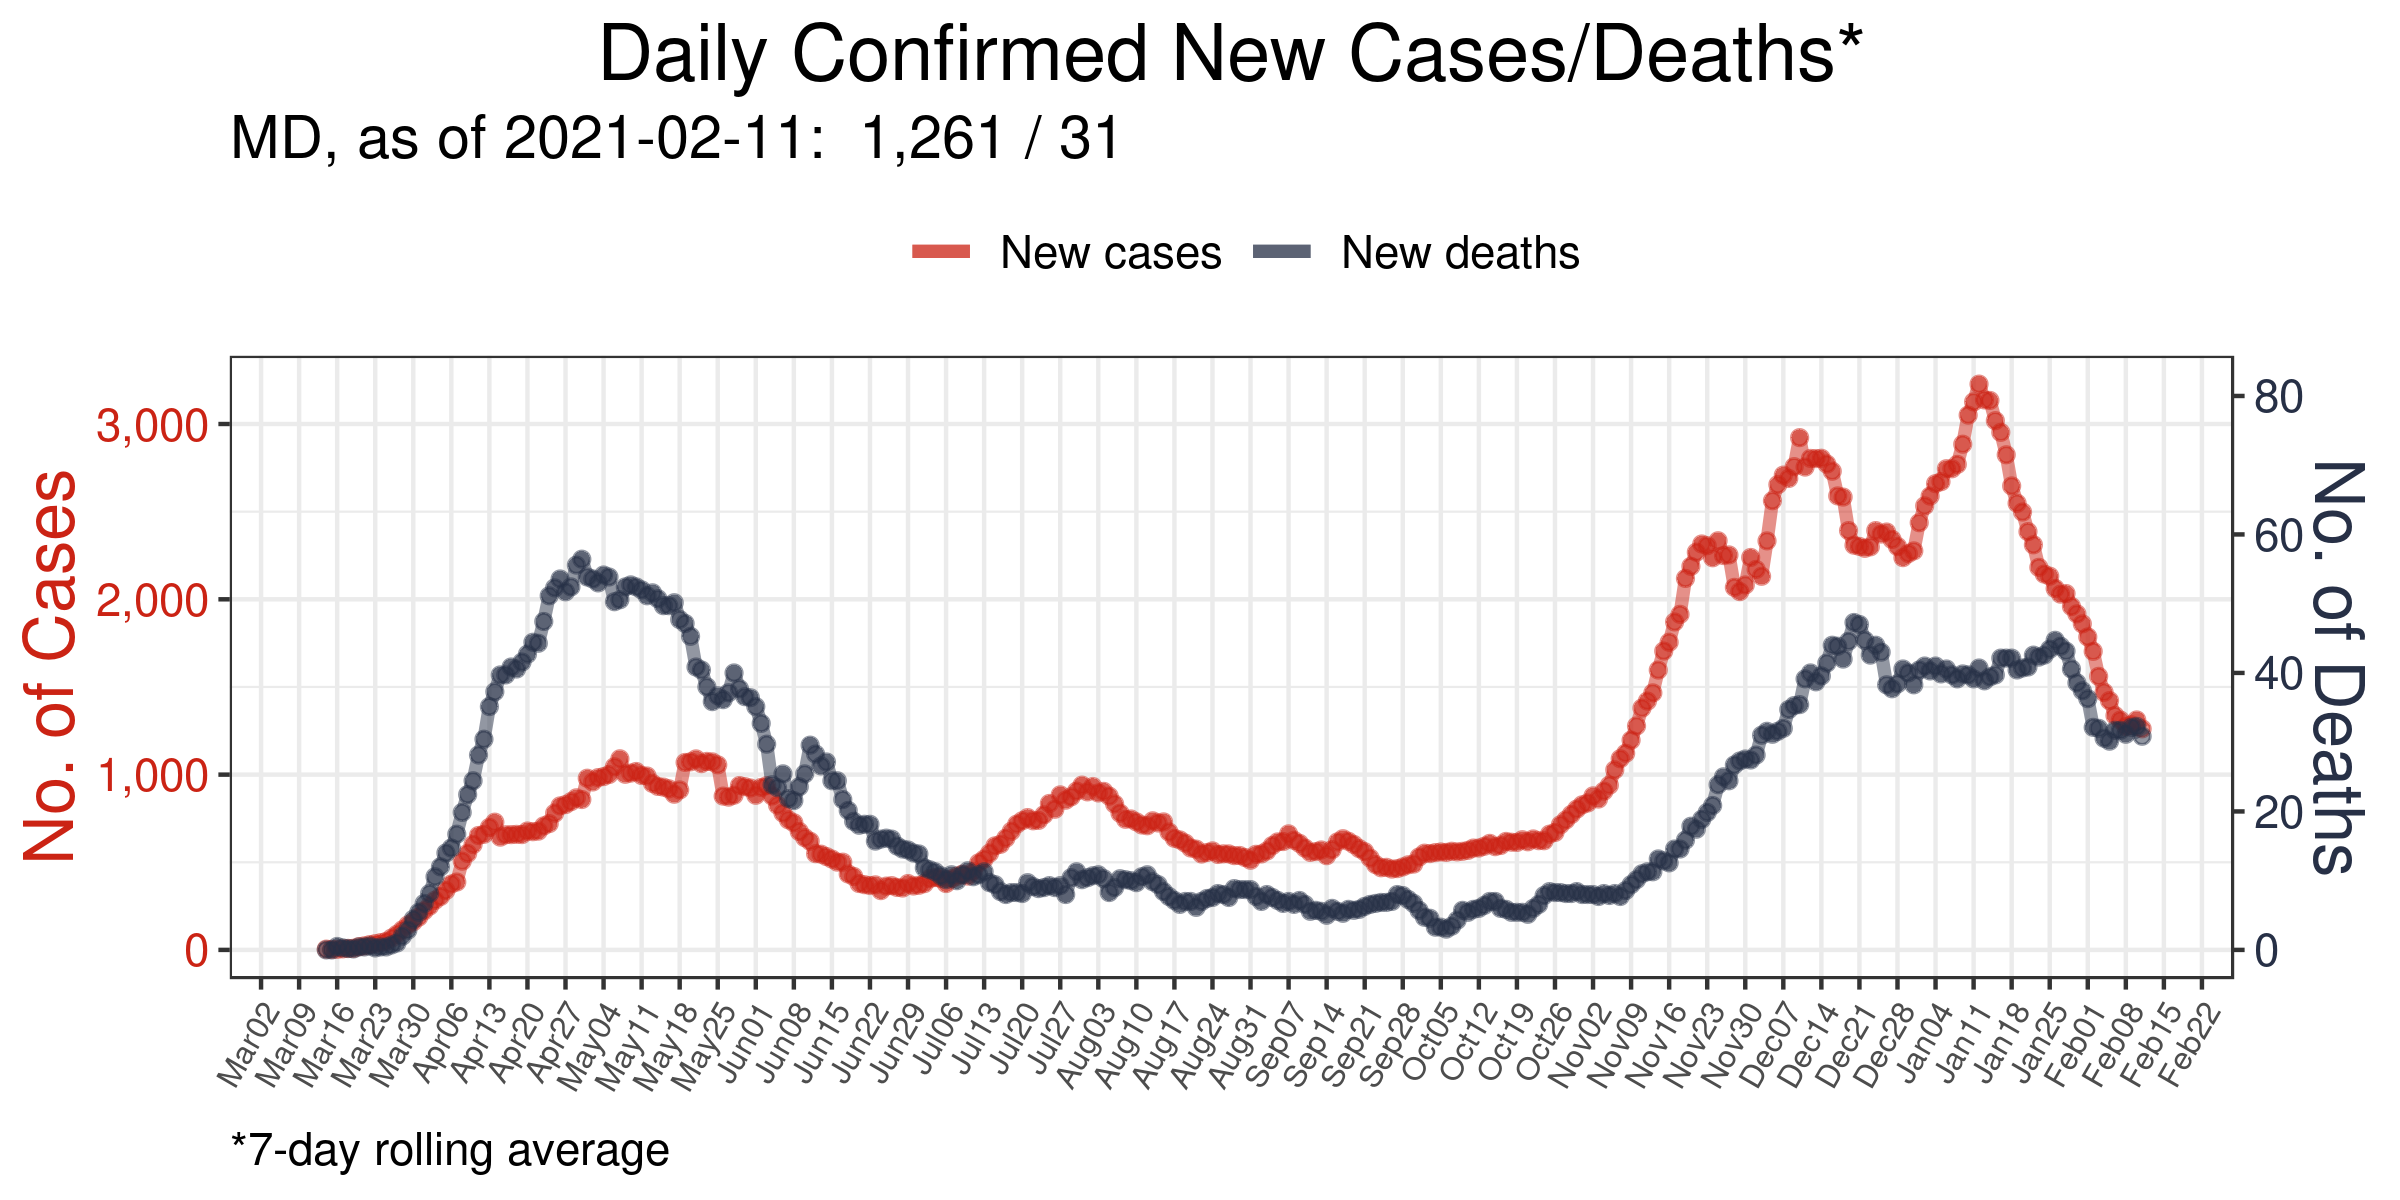 Daily Confirmed New Cases/Deaths*
MD, as of 2021-02-11:  1,261 / 31
New cases
New deaths
No. of Cases
3,000
2,000
1,000
0
80
60
40
20
0
No. of Deaths
Mar02
Mar09
Mar16
Mar23
Mar30
Apr06
Apr13
Apr20
Apr27
May04
May11
May18
May25
Jun01
Jun08
Jun15
Jun22
Jun29
Jul06
Jul13
Jul20
Jul27
Aug03
Aug10
Aug17
Aug24
Aug31
Sep07
Sep14
Sep21
Sep28
Oct05
Oct12
Oct19
Oct26
Nov02
Nov09
Nov16
Nov23
Nov30
Dec07
Dec14
Dec21
Dec28
Jan04
Jan11
Jan18
Jan25
Feb01
Feb08
Feb15
Feb22
*7-day rolling average